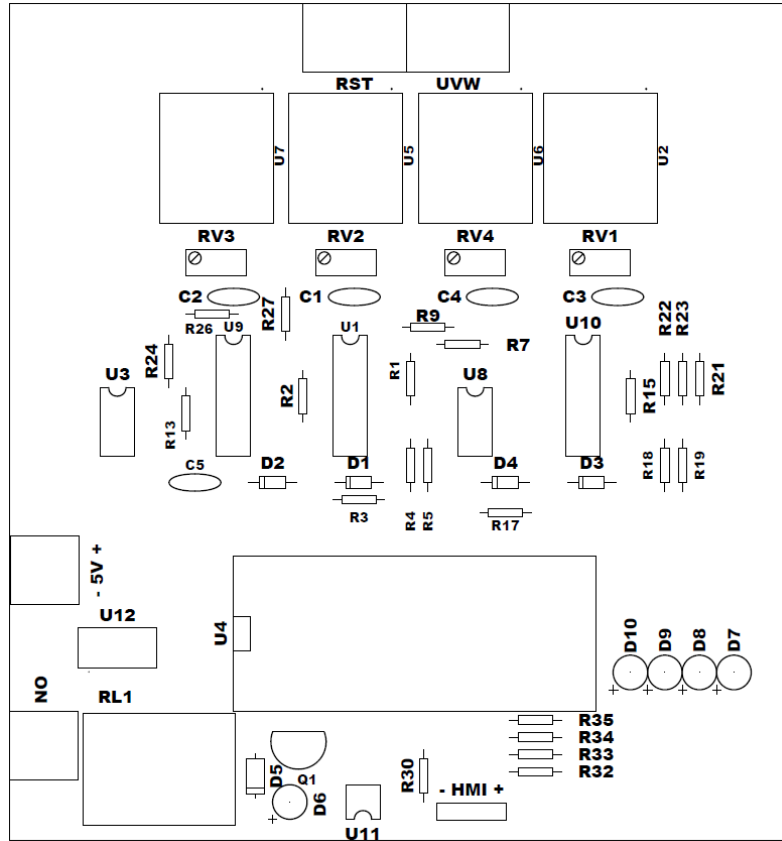 RST UVW
U7 U5 U6 U2
RV3 RV2 RV4 RV1
C2 C1 C4 C3
R27 R9 R22 R23
R26 U9 U1 U10
R24 R7
U3 R2 R1 U8 R15 R21
R13
C5 D2 D1 D4 D3 R18 R19
R3 R4 R5 R17
- 5V +
U12 U4
D10 D9 D8 D7
+ + + +
NO RL1
R35
R34
R33
R32
D5 Q1 R30
D6 - HMI +
+
U11